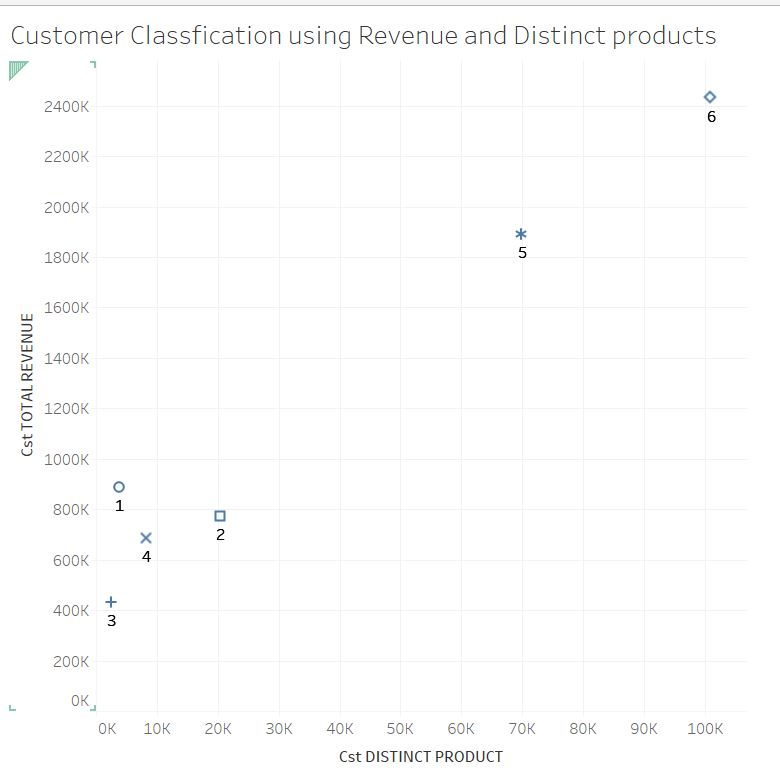 Customer Classfication using Revenue and Distinct products
2400K
6
2200K
2000K
1800K
5
1600K
1400K
Cst TOTAL REVENUE
1200K
1000K
800K
1
2
600K
4
400K
3
200K
0K
0K 10K 20K 30K 40K 50K 60K 70K 80K 90K 100K
Cst DISTINCT PRODUCT